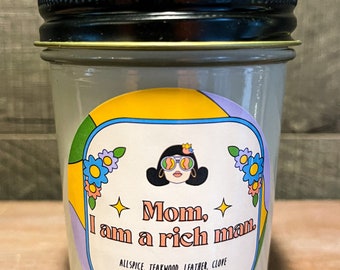 Mom,
I am a rich man.
ALLSPICE, TEAKWOOD, LEATHER, CLOVE